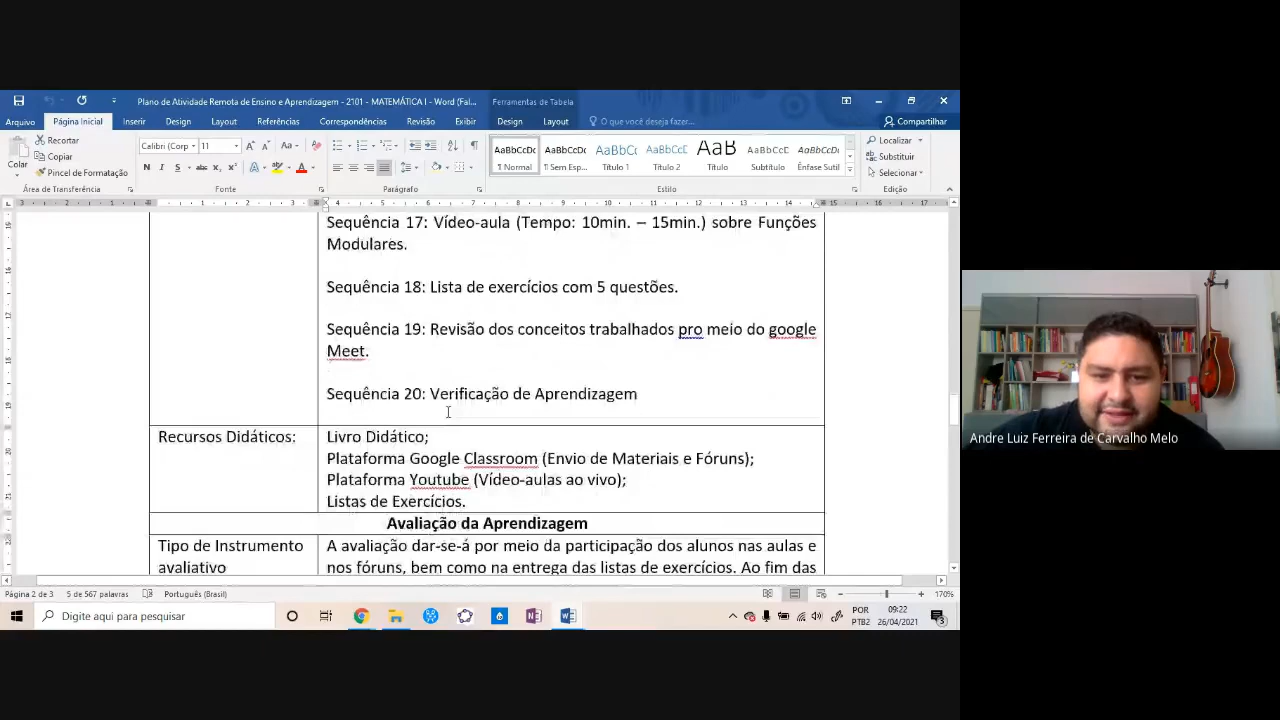 Plano de Atividade Remota de Ensino e Aprendizagem - 2101 - MATEMÁTICA I - Word (Fal...
Ferramentas de Tabela
Arquivo Página Inicial Inserir Design Layout Referências Correspondências Revisão Exibir Design Layout O que você deseja fazer... Compartilhar
Colar
Recortar
Copiar
Pincel de Formatação
Área de Transferência
Calibri (Corp 11
Fonte
Parágrafo
AaBbCcDc AaBbCcDc AaBbC( AaBbCcC AaB AaBbCcC AaBbCcDc
¶ Normal ¶ Sem Esp... Título 1 Título 2 Título Subtítulo Ênfase Sutil
Estilo
Localizar
Substituir
Selecionar
Edição
Sequência 17: Vídeo-aula (Tempo: 10min. – 15min.) sobre Funções
Modulares.
Sequência 18: Lista de exercícios com 5 questões.
Sequência 19: Revisão dos conceitos trabalhados pro meio do google
Meet.
Sequência 20: Verificação de Aprendizagem
Recursos Didáticos:
Livro Didático;
Plataforma Google Classroom (Envio de Materiais e Fóruns);
Plataforma Youtube (Vídeo-aulas ao vivo);
Listas de Exercícios.
Avaliação da Aprendizagem
Tipo de Instrumento
avaliativo
A avaliação dar-se-á por meio da participação dos alunos nas aulas e
nos fóruns, bem como na entrega das listas de exercícios. Ao fim das
Página 2 de 3 5 de 567 palavras Português (Brasil) 170%
Digite aqui para pesquisar
POR
PTB2
09:22
26/04/2021
3
Andre Luiz Ferreira de Carvalho Melo